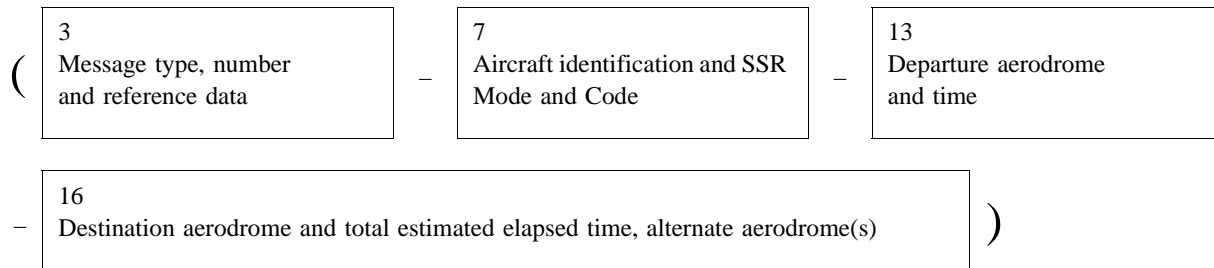 3
Message type, number
and reference data
(
–
7
Aircraft identification and SSR
Mode and Code
–
13
Departure aerodrome
and time
–
16
Destination aerodrome and total estimated elapsed time, alternate aerodrome(s)
)